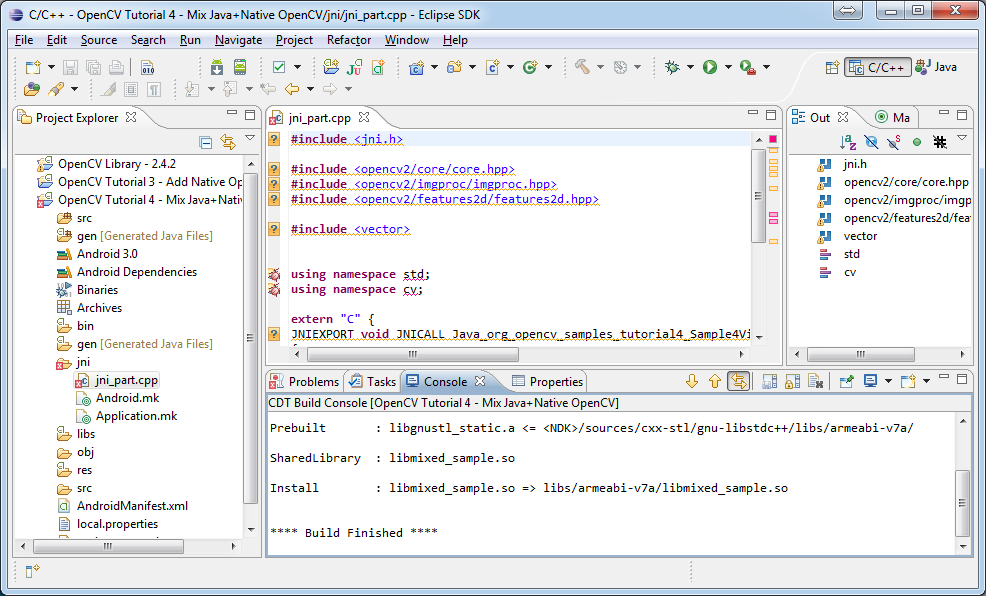 C/C++ - OpenCV Tutorial 4 - Mix Java+Native OpenCV/jni/jni_part.cpp - Eclipse SDK
File Edit Source Search Run Navigate Project Refactor Window Help
010
C/C++ Java
Project Explorer
OpenCV Library - 2.4.2
OpenCV Tutorial 3 - Add Native Op
OpenCV Tutorial 4 - Mix Java+Nativ
src
gen [Generated Java Files]
Android 3.0
Android Dependencies
Binaries
Archives
bin
gen [Generated Java Files]
jni
jni_part.cpp
Android.mk
Application.mk
libs
obj
res
src
AndroidManifest.xml
local.properties
jni_part.cpp
#include <jni.h>
#include <opencv2/core/core.hpp>
#include <opencv2/imgproc/imgproc.hpp>
#include <opencv2/features2d/features2d.hpp>
#include <vector>
using namespace std;
using namespace cv;
extern "C" {
JNIEXPORT void JNICALL Java_org_opencv_samples_tutorial4_Sample4Vi
Out Ma
jni.h
opencv2/core/core.hpp
opencv2/imgproc/imgp
opencv2/features2d/fea
vector
std
cv
Problems Tasks Console Properties
CDT Build Console [OpenCV Tutorial 4 - Mix Java+Native OpenCV]
Prebuilt : libgnustl_static.a <= <NDK>/sources/cxx-stl/gnu-libstdc++/libs/armeabi-v7a/
SharedLibrary : libmixed_sample.so
Install : libmixed_sample.so => libs/armeabi-v7a/libmixed_sample.so
**** Build Finished ****